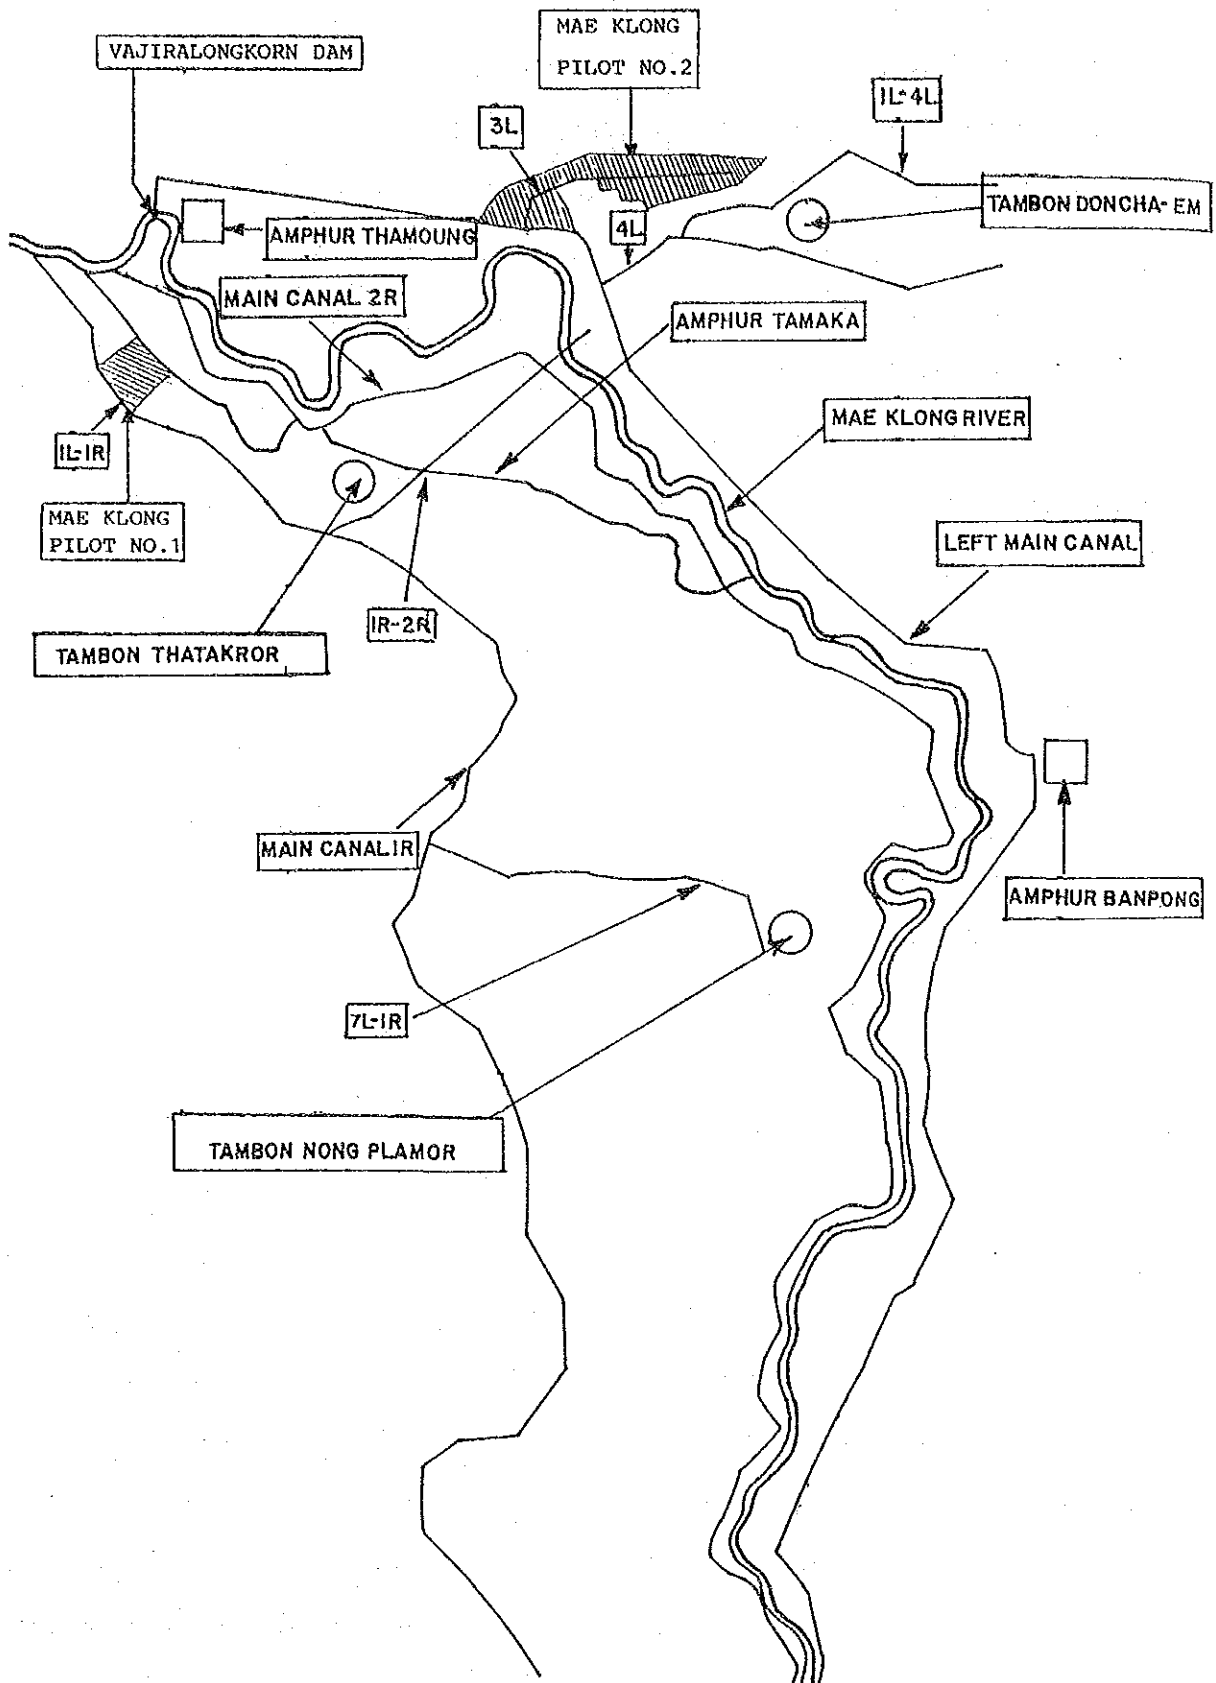 MAE KLONG
PILOT NO.2
VAJIRALONGKORN DAM
1L-4L
3L
TAMBON DONCHA-EM
4L
AMPHUR THAMOUNG
MAIN CANAL 2R
AMPHUR TAMAKA
MAE KLONG RIVER
1L-1R
MAE KLONG
PILOT NO.1
LEFT MAIN CANAL
1R-2R
TAMBON THATAKROR
MAIN CANAL 1R
AMPHUR BANPONG
7L-1R
TAMBON NONG PLAMOR